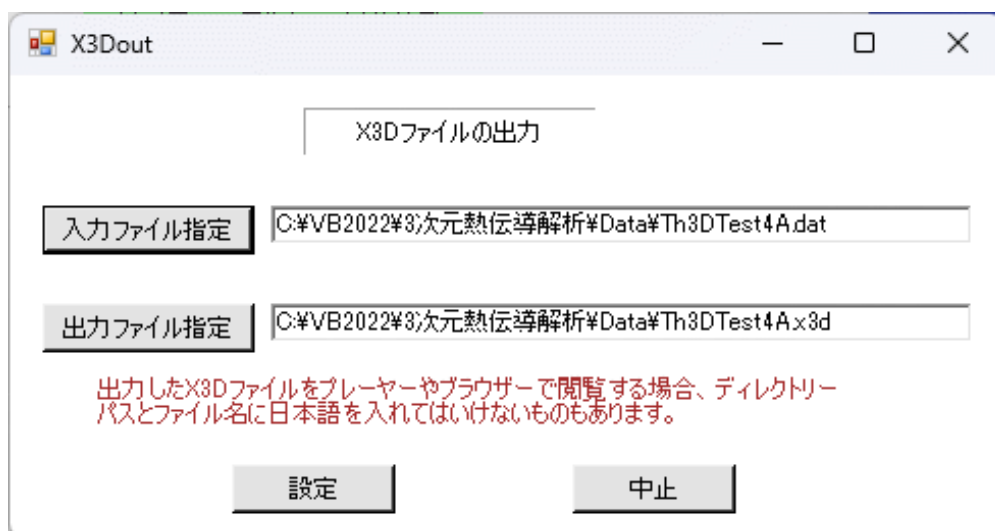 X3Dout
X3Dファイルの出力
入力ファイル指定
C:¥VB2022¥3次元熱伝導解析¥Data¥Th3DTest4A.dat
出力ファイル指定
C:¥VB2022¥3次元熱伝導解析¥Data¥Th3DTest4A.x3d
出力したX3Dファイルをプレーヤーやブラウザーで閲覧する場合、ディレクトリー
パスとファイル名に日本語を入れてはいけないものもあります。
設定
中止